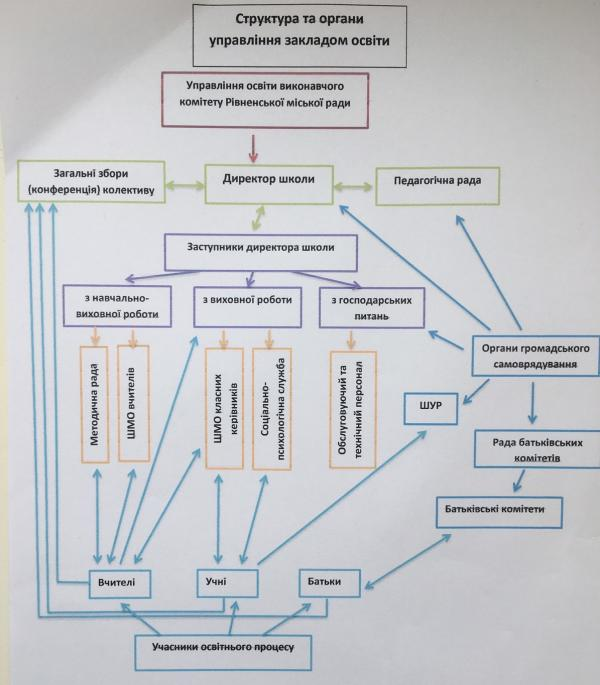 Структура та органи
управління закладом освіти
Управління освіти виконавчого
комітету Рівненської міської ради
Загальні збори
(конференція) колективу
Директор школи
Педагогічна рада
Заступники директора школи
з навчально-
виховної роботи
з виховної роботи
з господарських
питань
Органи громадського
самоврядування
Методична рада
ШМО вчителів
ШМО класних
керівників
Соціально-
психологічна служба
Обслуговуючий та
технічний персонал
ШУР
Рада батьківських
комітетів
Батьківські комітети
Вчителі
Учні
Батьки
Учасники освітнього процесу